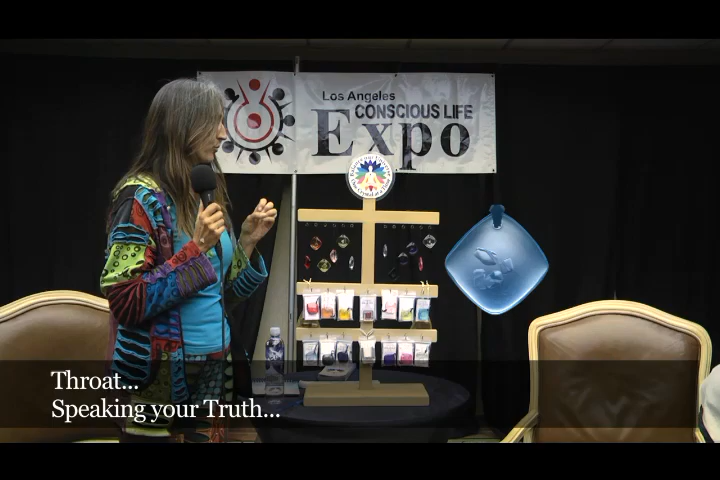 Los Angeles
CONSCIOUS LIFE
Expo
Throat...
Speaking your Truth...